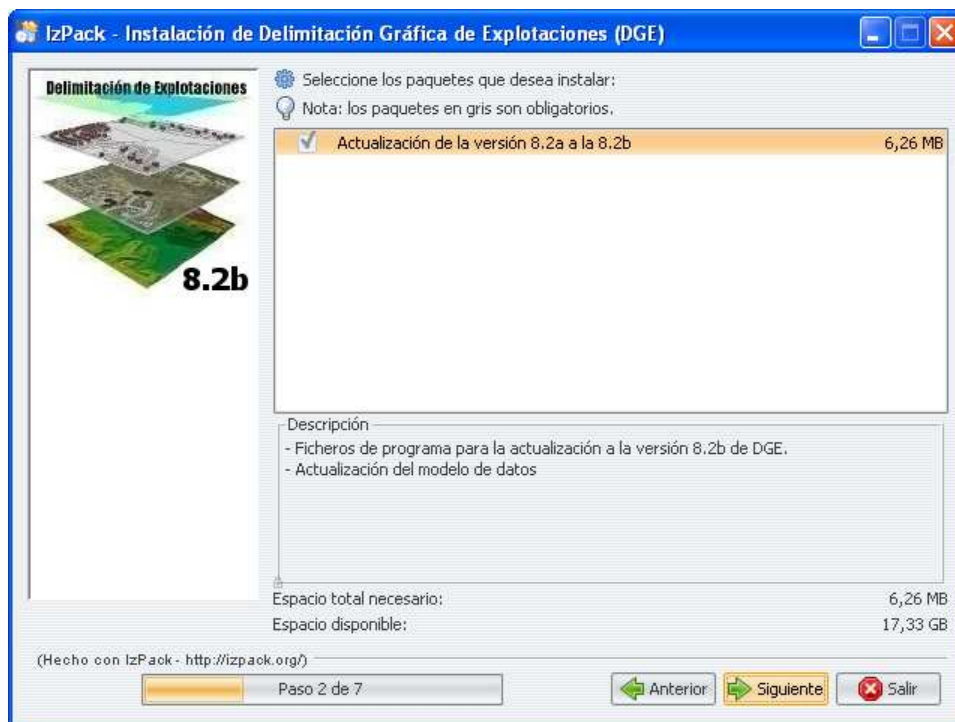 IzPack - Instalación de Delimitación Gráfica de Explotaciones (DGE)
Delimitación de Explotaciones
8.2b
Seleccione los paquetes que desea instalar:
Nota: los paquetes en gris son obligatorios.
Actualización de la versión 8.2a a la 8.2b 6,26 MB
Descripción
- Ficheros de programa para la actualización a la versión 8.2b de DGE.
- Actualización del modelo de datos
Espacio total necesario: 6,26 MB
Espacio disponible: 17,33 GB
(Hecho con IzPack - http://izpack.org/)
Paso 2 de 7 Anterior Siguiente Salir